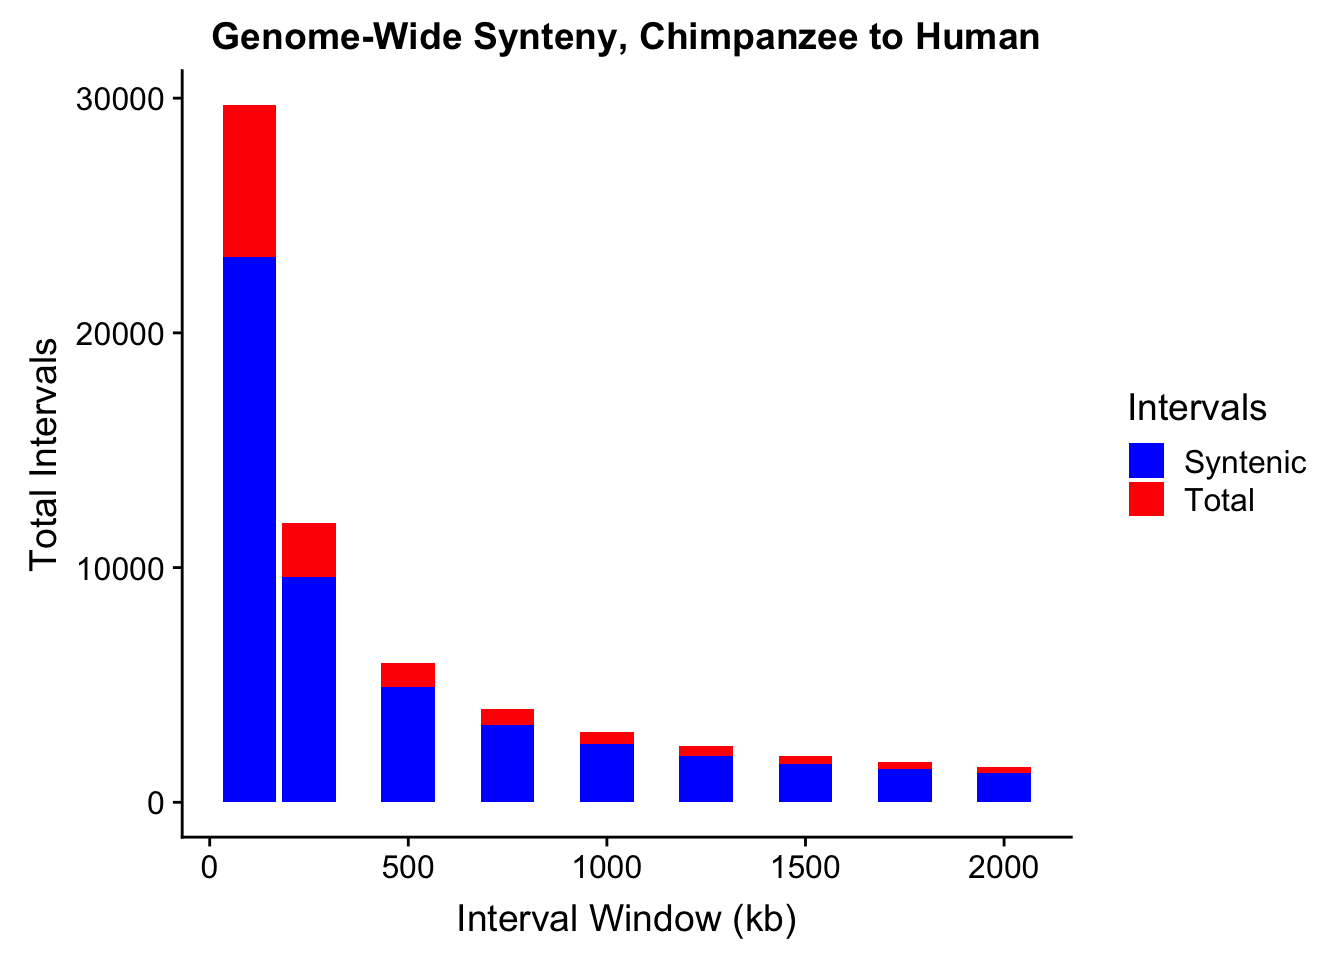 Genome-Wide Synteny, Chimpanzee to Human
30000
20000
10000
0
Total Intervals
0 500 1000 1500 2000
Interval Window (kb)
Intervals
Syntenic
Total